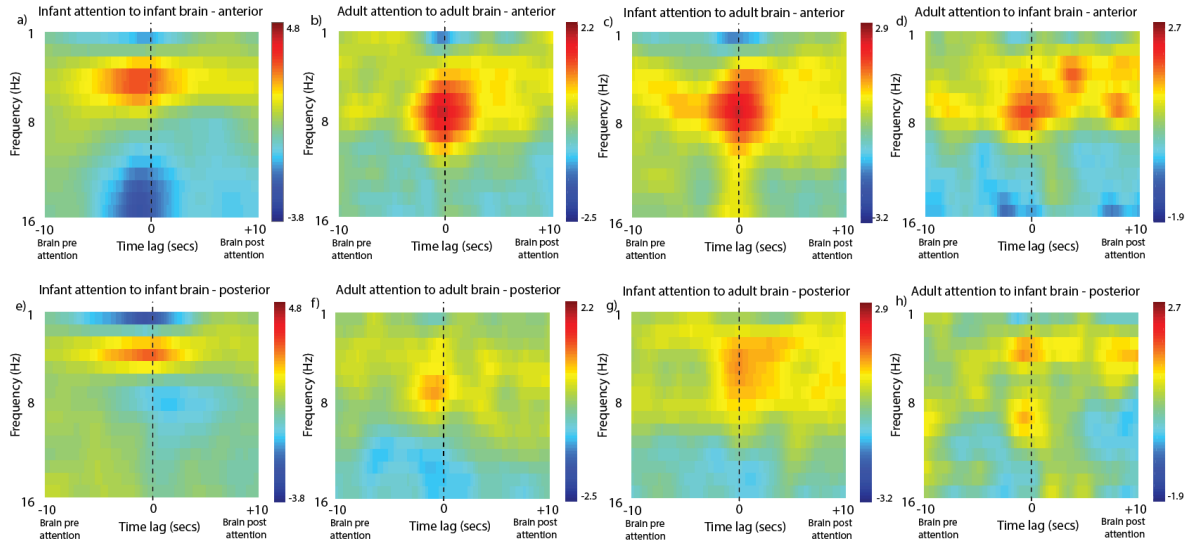 a) Infant attention to infant brain - anterior
4.8
1
Frequency (Hz)
8
16
-3.8
-10
0
+10
Brain pre
attention
Time lag (secs)
Brain post
attention
b) Adult attention to adult brain - anterior
2.2
1
Frequency (Hz)
8
16
-2.5
-10
0
+10
Brain pre
attention
Time lag (secs)
Brain post
attention
c) Infant attention to adult brain - anterior
2.9
1
Frequency (Hz)
8
16
-3.2
-10
0
+10
Brain pre
attention
Time lag (secs)
Brain post
attention
d) Adult attention to infant brain - anterior
2.7
1
Frequency (Hz)
8
16
-1.9
-10
0
+10
Brain pre
attention
Time lag (secs)
Brain post
attention
e) Infant attention to infant brain - posterior
4.8
1
Frequency (Hz)
8
16
-3.8
-10
0
+10
Brain pre
attention
Time lag (secs)
Brain post
attention
f) Adult attention to adult brain - posterior
2.2
1
Frequency (Hz)
8
16
-2.5
-10
0
+10
Brain pre
attention
Time lag (secs)
Brain post
attention
g) Infant attention to adult brain - posterior
2.9
1
Frequency (Hz)
8
16
-3.2
-10
0
+10
Brain pre
attention
Time lag (secs)
Brain post
attention
h) Adult attention to infant brain - posterior
2.7
1
Frequency (Hz)
8
16
-1.9
-10
0
+10
Brain pre
attention
Time lag (secs)
Brain post
attention